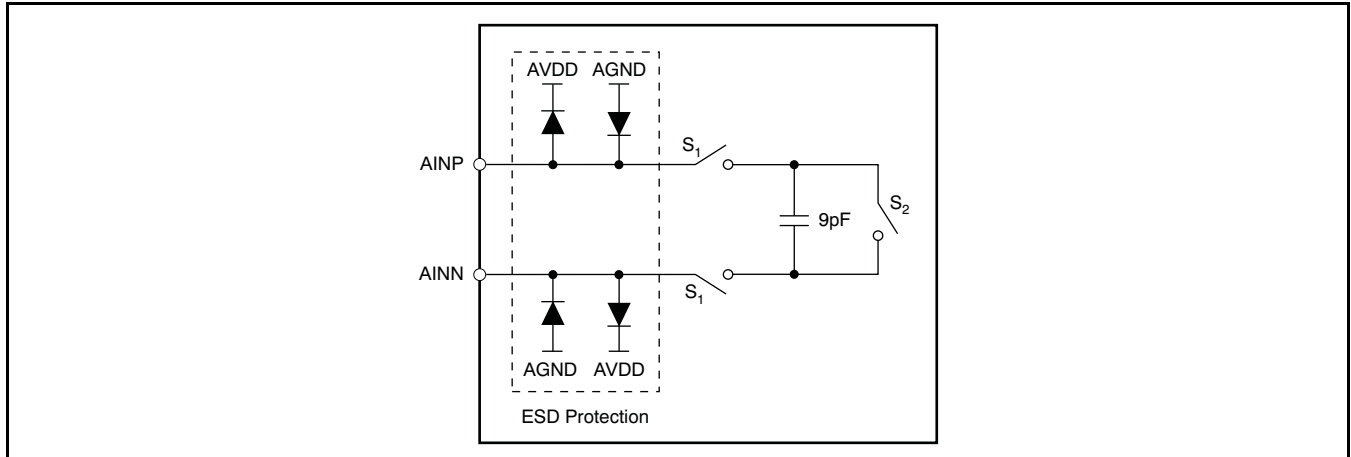 AVDD AGND
S₁
AINP
S₂
9pF
AINN
S₁
AGND AVDD
ESD Protection